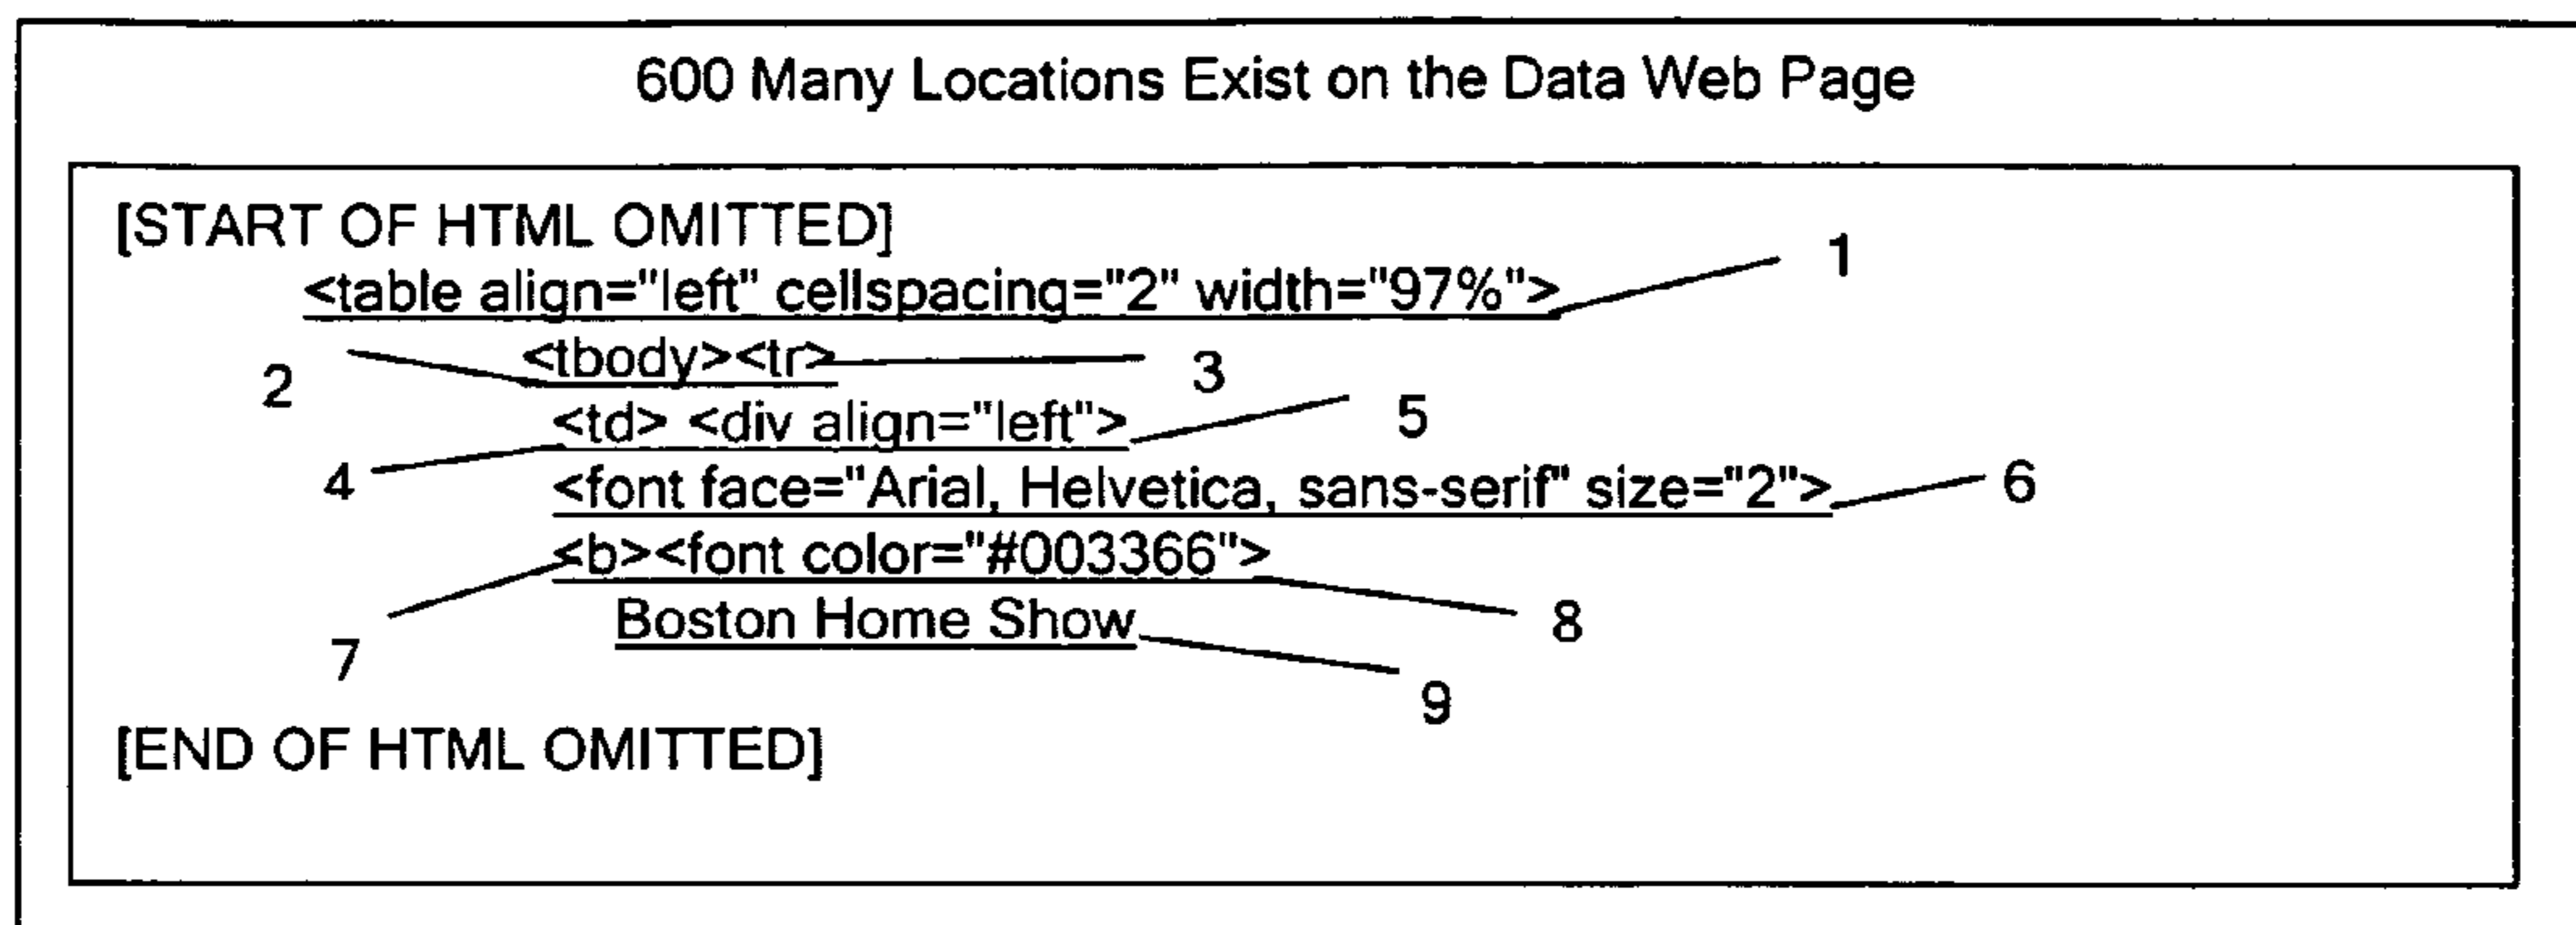 600 Many Locations Exist on the Data Web Page
[START OF HTML OMITTED]
1
<table align="left" cellspacing="2" width="97%">
2 <tbody><tr> 3
<td> <div align="left"> 5
4 <font face="Arial, Helvetica, sans-serif" size="2"> 6
<b><font color="#003366">
Boston Home Show 8
7
9
[END OF HTML OMITTED]